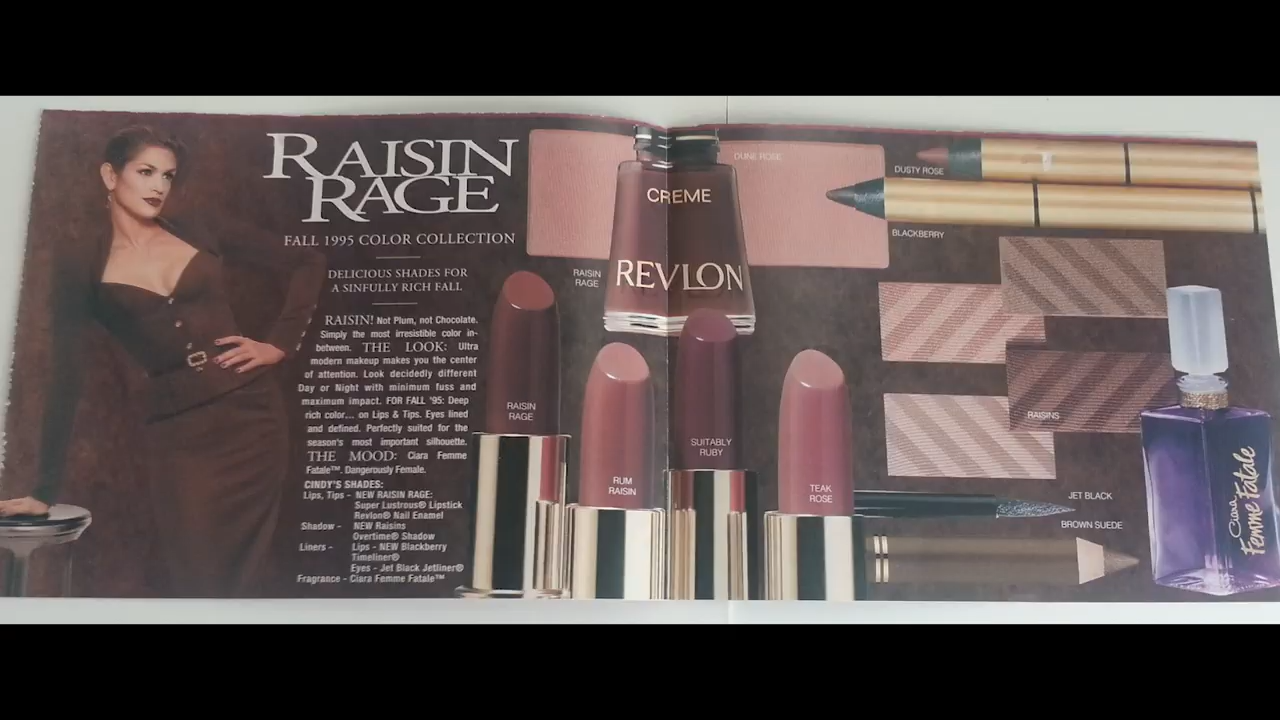 RAISIN
RAGE
FALL 1995 COLOR COLLECTION
DELICIOUS SHADES FOR
A SINFULLY RICH FALL
RAISIN! Not Plum, not Chocolate.
Simply the most irresistible color in-
between. THE LOOK: Ultra
modern makeup makes you the center
of attention. Look decidedly different
Day or Night with minimum fuss and
maximum impact. FOR FALL '95: Deep
rich color... on Lips & Tips. Eyes lined
and defined. Perfectly suited for the
season's most important silhouette.
THE MOOD: Ciara Femme
Fatale™. Dangerously Female.
CINDY'S SHADES:
Lips, Tips - NEW RAISIN RAGE:
Super Lustrous® Lipstick
Revlon® Nail Enamel
Shadow - NEW Raisins
Overtime® Shadow
Liners - Lips - NEW Blackberry
Timeliner®
Eyes - Jet Black Jetliner®
Fragrance - Ciara Femme Fatale™
CREME
REVLON
RAISIN
RAGE
DUNE ROSE
DUSTY ROSE
BLACKBERRY
RAISIN
RAGE
RUM
RAISIN
SUITABLY
RUBY
TEAK
ROSE
RAISINS
JET BLACK
BROWN SUEDE
Ciara
Femme Fatale